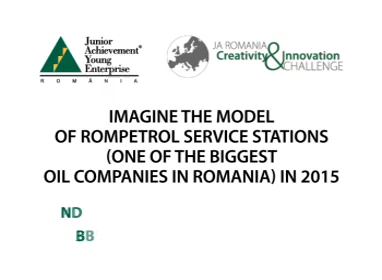 Junior
Achievement®
Young
Enterprise
ROMÂNIA
JA ROMANIA
Creativity & Innovation
CHALLENGE
IMAGINE THE MODEL
OF ROMPETROL SERVICE STATIONS
(ONE OF THE BIGGEST
OIL COMPANIES IN ROMANIA) IN 2015
ND
BB